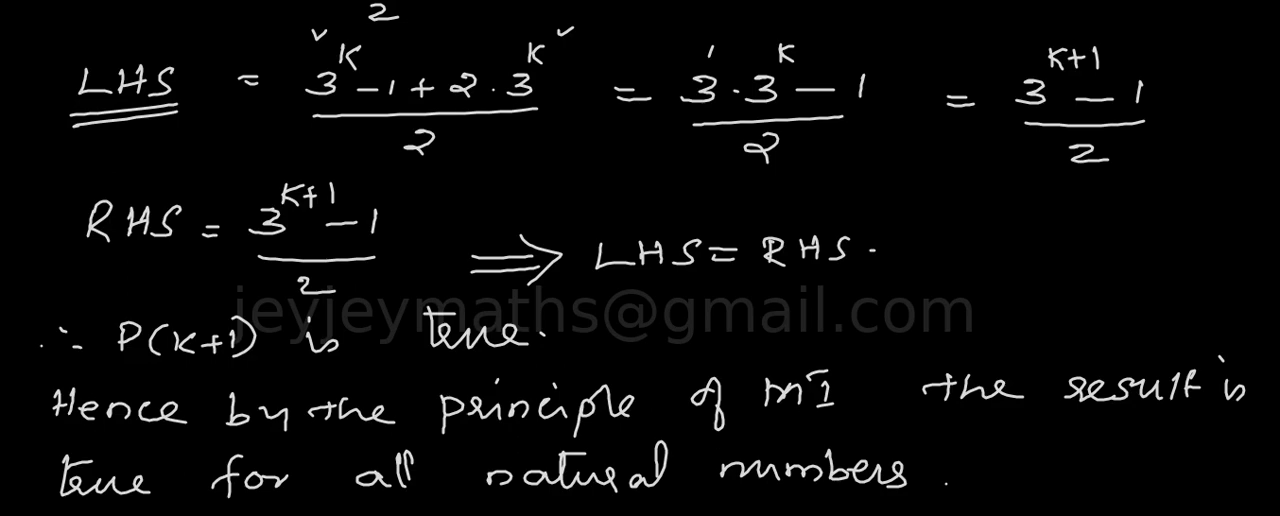 LHS = (3^K - 1 + 2 · 3^K) / 2 = (3^1 · 3^K - 1) / 2 = (3^(K+1) - 1) / 2
RHS = (3^(K+1) - 1) / 2 ⟹ LHS = RHS .
jeyjeymaths@gmail.com
∴ P(K+1) is true.
Hence by the principle of MI the result is
true for all natural numbers .